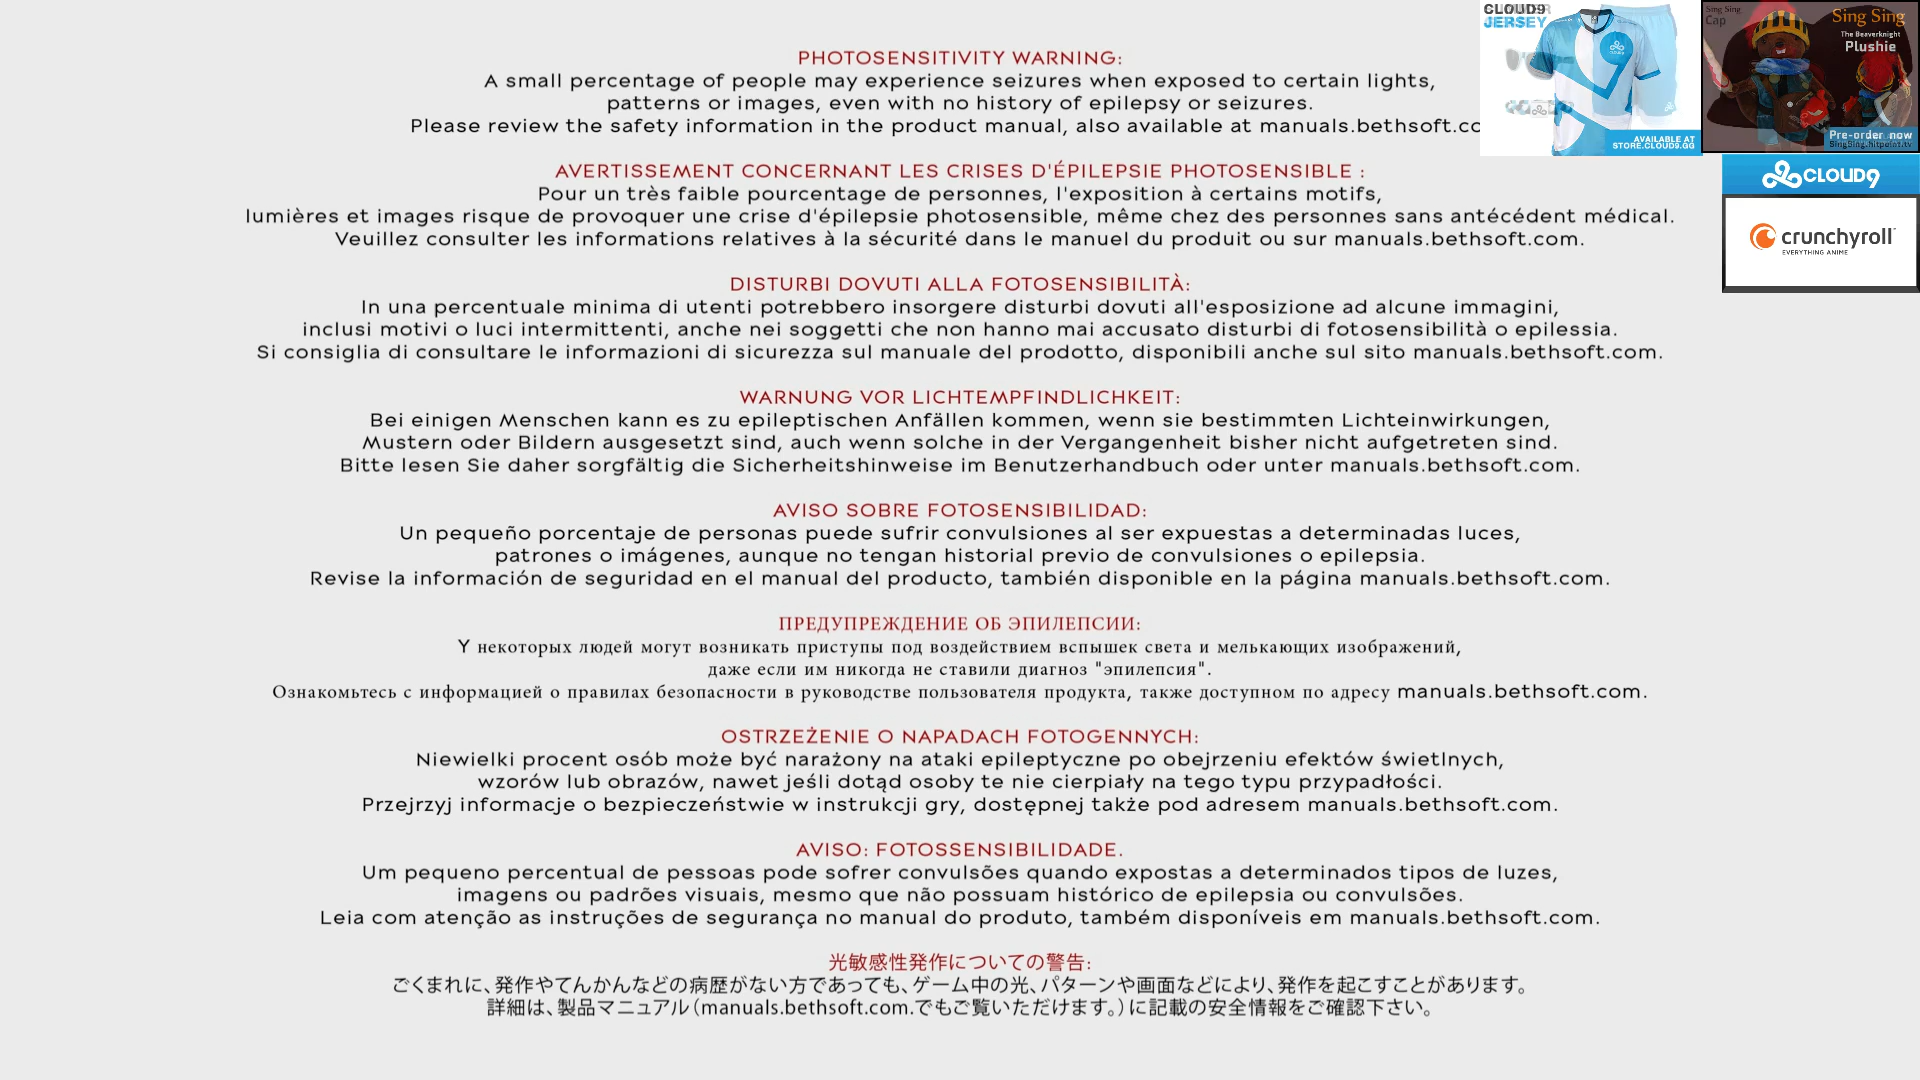 PHOTOSENSITIVITY WARNING:
A small percentage of people may experience seizures when exposed to certain lights,
patterns or images, even with no history of epilepsy or seizures.
Please review the safety information in the product manual, also available at manuals.bethsoft.co
AVERTISSEMENT CONCERNANT LES CRISES D'ÉPILEPSIE PHOTOSENSIBLE :
Pour un très faible pourcentage de personnes, l'exposition à certains motifs,
lumières et images risque de provoquer une crise d'épilepsie photosensible, même chez des personnes sans antécédent médical.
Veuillez consulter les informations relatives à la sécurité dans le manuel du produit ou sur manuals.bethsoft.com.
DISTURBI DOVUTI ALLA FOTOSENSIBILITÀ:
In una percentuale minima di utenti potrebbero insorgere disturbi dovuti all'esposizione ad alcune immagini,
inclusi motivi o luci intermittenti, anche nei soggetti che non hanno mai accusato disturbi di fotosensibilità o epilessia.
Si consiglia di consultare le informazioni di sicurezza sul manuale del prodotto, disponibili anche sul sito manuals.bethsoft.com.
WARNUNG VOR LICHTEMPFINDLICHKEIT:
Bei einigen Menschen kann es zu epileptischen Anfällen kommen, wenn sie bestimmten Lichteinwirkungen,
Mustern oder Bildern ausgesetzt sind, auch wenn solche in der Vergangenheit bisher nicht aufgetreten sind.
Bitte lesen Sie daher sorgfältig die Sicherheitshinweise im Benutzerhandbuch oder unter manuals.bethsoft.com.
AVISO SOBRE FOTOSENSIBILIDAD:
Un pequeño porcentaje de personas puede sufrir convulsiones al ser expuestas a determinadas luces,
patrones o imágenes, aunque no tengan historial previo de convulsiones o epilepsia.
Revise la información de seguridad en el manual del producto, también disponible en la página manuals.bethsoft.com.
ПРЕДУПРЕЖДЕНИЕ ОБ ЭПИЛЕПСИИ:
Y некоторых людей могут возникать приступы под воздействием вспышек света и мелькающих изображений,
даже если им никогда не ставили диагноз "эпилепсия".
Ознакомьтесь с информацией о правилах безопасности в руководстве пользователя продукта, также доступном по адресу manuals.bethsoft.com.
OSTRZEŻENIE O NAPADACH FOTOGENNYCH:
Niewielki procent osób może być narażony na ataki epileptyczne po obejrzeniu efektów świetlnych,
wzorów lub obrazów, nawet jeśli dotąd osoby te nie cierpiały na tego typu przypadłości.
Przejrzyj informacje o bezpieczeństwie w instrukcji gry, dostępnej także pod adresem manuals.bethsoft.com.
AVISO: FOTOSSENSIBILIDADE.
Um pequeno percentual de pessoas pode sofrer convulsões quando expostas a determinados tipos de luzes,
imagens ou padrões visuais, mesmo que não possuam histórico de epilepsia ou convulsões.
Leia com atenção as instruções de segurança no manual do produto, também disponíveis em manuals.bethsoft.com.
光敏感性発作についての警告:
ごくまれに、発作やてんかんなどの病歴がない方であっても、ゲーム中の光、パターンや画面などにより、発作を起こすことがあります。
詳細は、製品マニュアル（manuals.bethsoft.com.でもご覧いただけます。）に記載の安全情報をご確認下さい。
CLOUD9
JERSEY
AVAILABLE AT
STORE.CLOUD9.GG
Sing Sing
Cap
Sing Sing
The Beaverknight
Plushie
Pre-order now
SingSing.hitpoint.tv
CLOUD9
crunchyroll
EVERYTHING ANIME